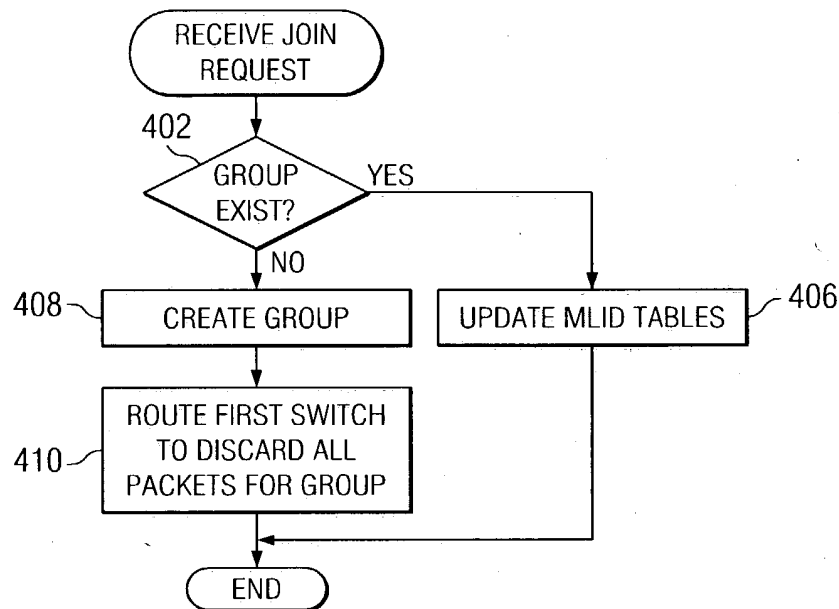 RECEIVE JOIN
REQUEST
402
GROUP
EXIST?
YES
NO
408
CREATE GROUP
UPDATE MLID TABLES
406
410
ROUTE FIRST SWITCH
TO DISCARD ALL
PACKETS FOR GROUP
END